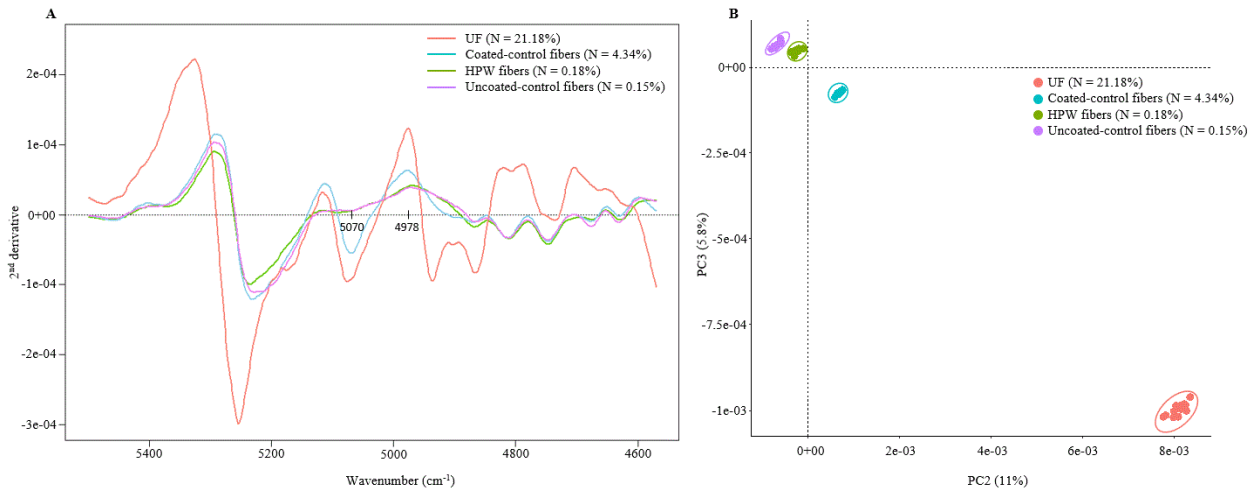 A
UF (N = 21.18%)
Coated-control fibers (N = 4.34%)
HPW fibers (N = 0.18%)
Uncoated-control fibers (N = 0.15%)
2e-04
1e-04
0+00
-1e-04
-2e-04
-3e-04
2nd derivative
5070
4978
5400
5200
5000
4800
4600
Wavenumber (cm-1)
B
UF (N = 21.18%)
Coated-control fibers (N = 4.34%)
HPW fibers (N = 0.18%)
Uncoated-control fibers (N = 0.15%)
0+00
-2.5e-04
-5e-04
-7.5e-04
-1e-03
PC3 (5.8%)
0+00
2e-03
4e-03
6e-03
8e-03
PC2 (11%)